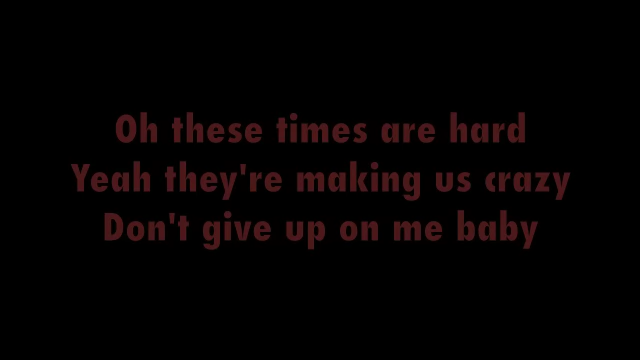 Oh these times are hard
Yeah they're making us crazy
Don't give up on me baby